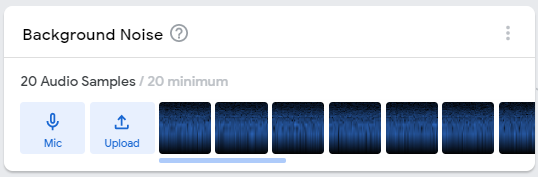 Background Noise ?
20 Audio Samples / 20 minimum
Mic Upload